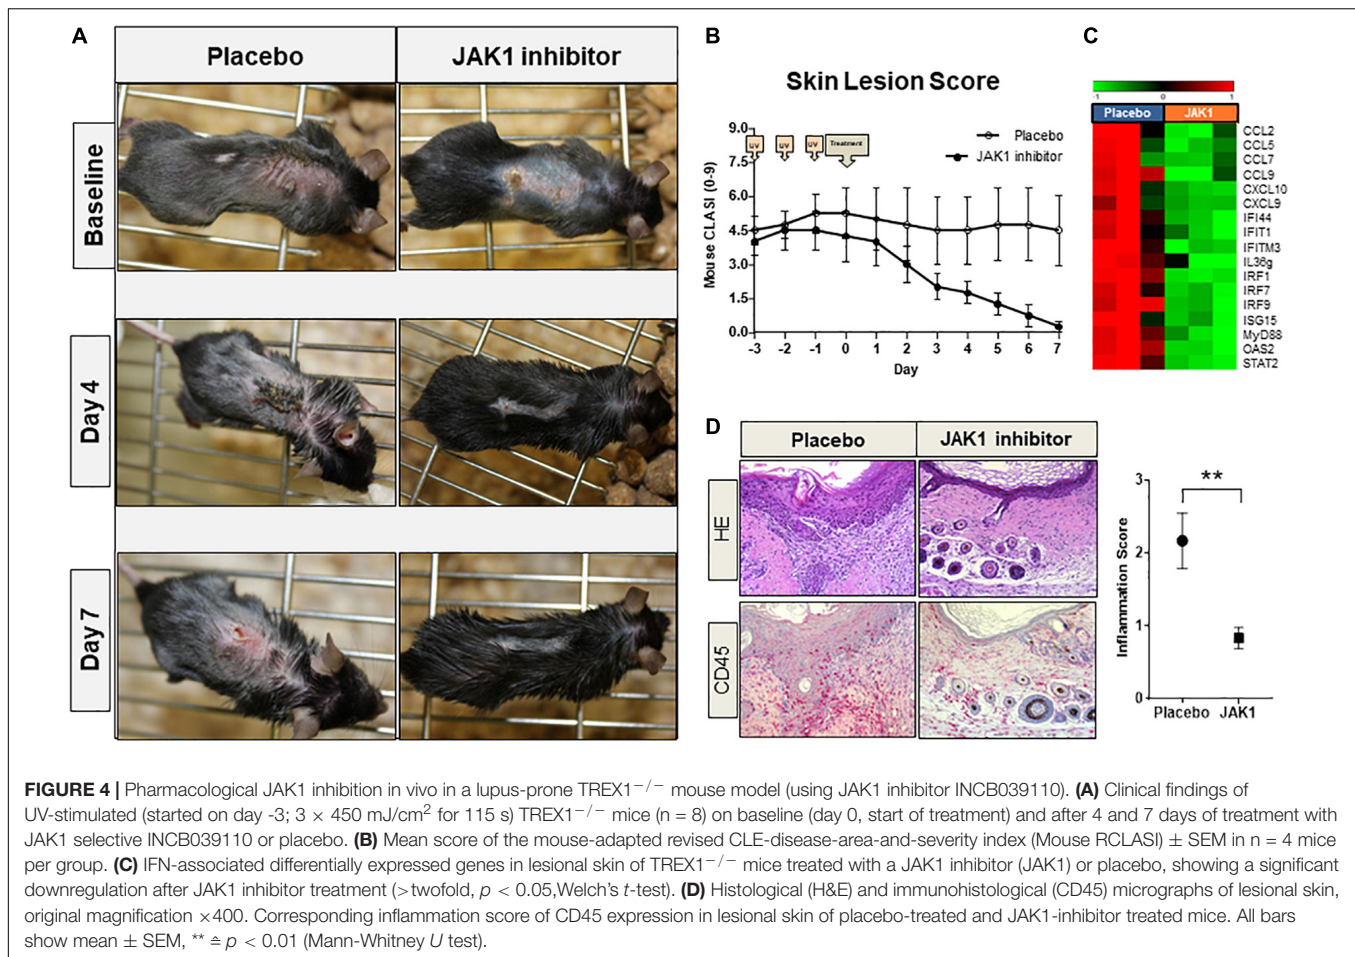 A
Placebo
JAK1 inhibitor
Baseline
Day 4
Day 7
B
Skin Lesion Score
Mouse CLASI (0-9)
9.0
7.5
6.0
4.5
3.0
1.5
0.0
UV
UV
UV
Treatment
Placebo
JAK1 inhibitor
-3 -2 -1 0 1 2 3 4 5 6 7
Day
C
-1 0 1
Placebo JAK1
CCL2
CCL5
CCL7
CCL9
CXCL10
CXCL9
IFI44
IFIT1
IFITM3
IL36g
IRF1
IRF7
IRF9
ISG15
MyD88
OAS2
STAT2
D
Placebo
JAK1 inhibitor
HE
CD45
Inflammation Score
3
2
1
0
**
Placebo JAK1
FIGURE 4 | Pharmacological JAK1 inhibition in vivo in a lupus-prone TREX1−/− mouse model (using JAK1 inhibitor INCB039110). (A) Clinical findings of
UV-stimulated (started on day -3; 3 × 450 mJ/cm² for 115 s) TREX1−/− mice (n = 8) on baseline (day 0, start of treatment) and after 4 and 7 days of treatment with
JAK1 selective INCB039110 or placebo. (B) Mean score of the mouse-adapted revised CLE-disease-area-and-severity index (Mouse RCLASI) ± SEM in n = 4 mice
per group. (C) IFN-associated differentially expressed genes in lesional skin of TREX1−/− mice treated with a JAK1 inhibitor (JAK1) or placebo, showing a significant
downregulation after JAK1 inhibitor treatment (>twofold, p < 0.05,Welch's t-test). (D) Histological (H&E) and immunohistological (CD45) micrographs of lesional skin,
original magnification ×400. Corresponding inflammation score of CD45 expression in lesional skin of placebo-treated and JAK1-inhibitor treated mice. All bars
show mean ± SEM, ** ≙ p < 0.01 (Mann-Whitney U test).